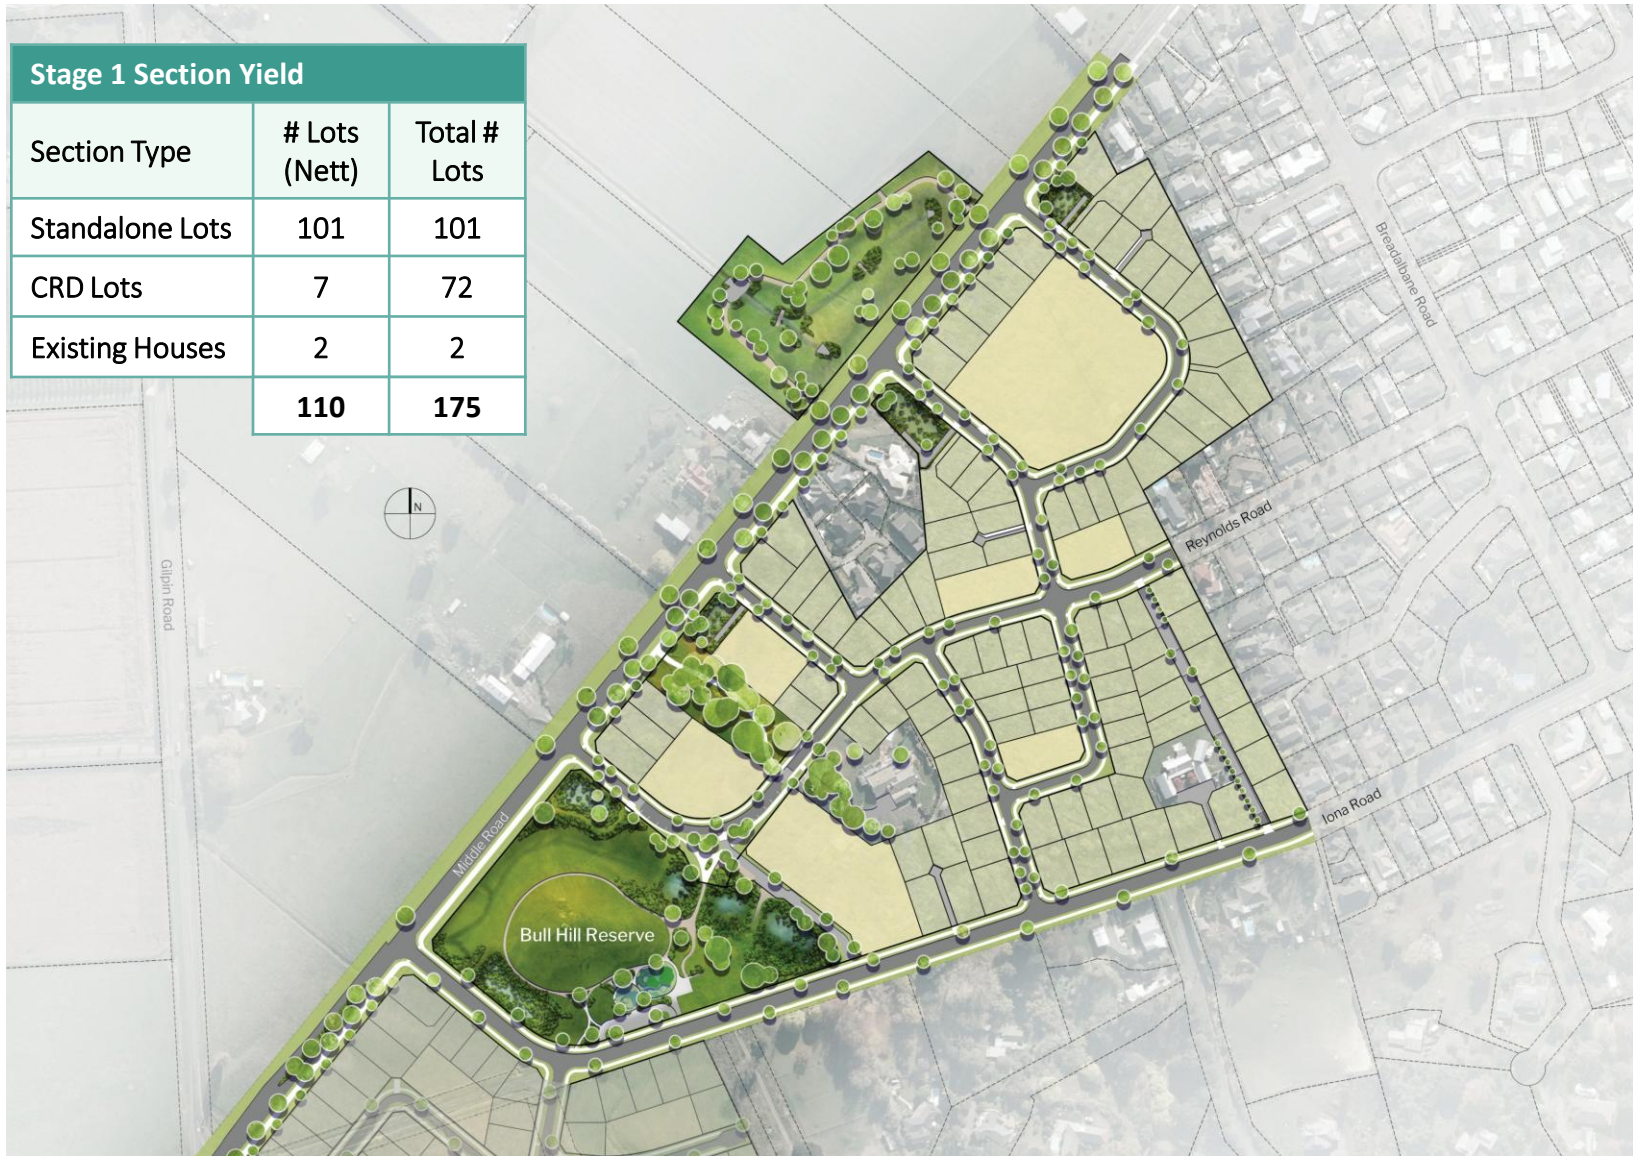 Stage 1 Section Yield
Section Type # Lots (Nett) Total # Lots
Standalone Lots 101 101
CRD Lots 7 72
Existing Houses 2 2
110 175
Breadalbane Road
N
Reynolds Road
Gilpin Road
Iona Road
Middle Road
Bull Hill Reserve